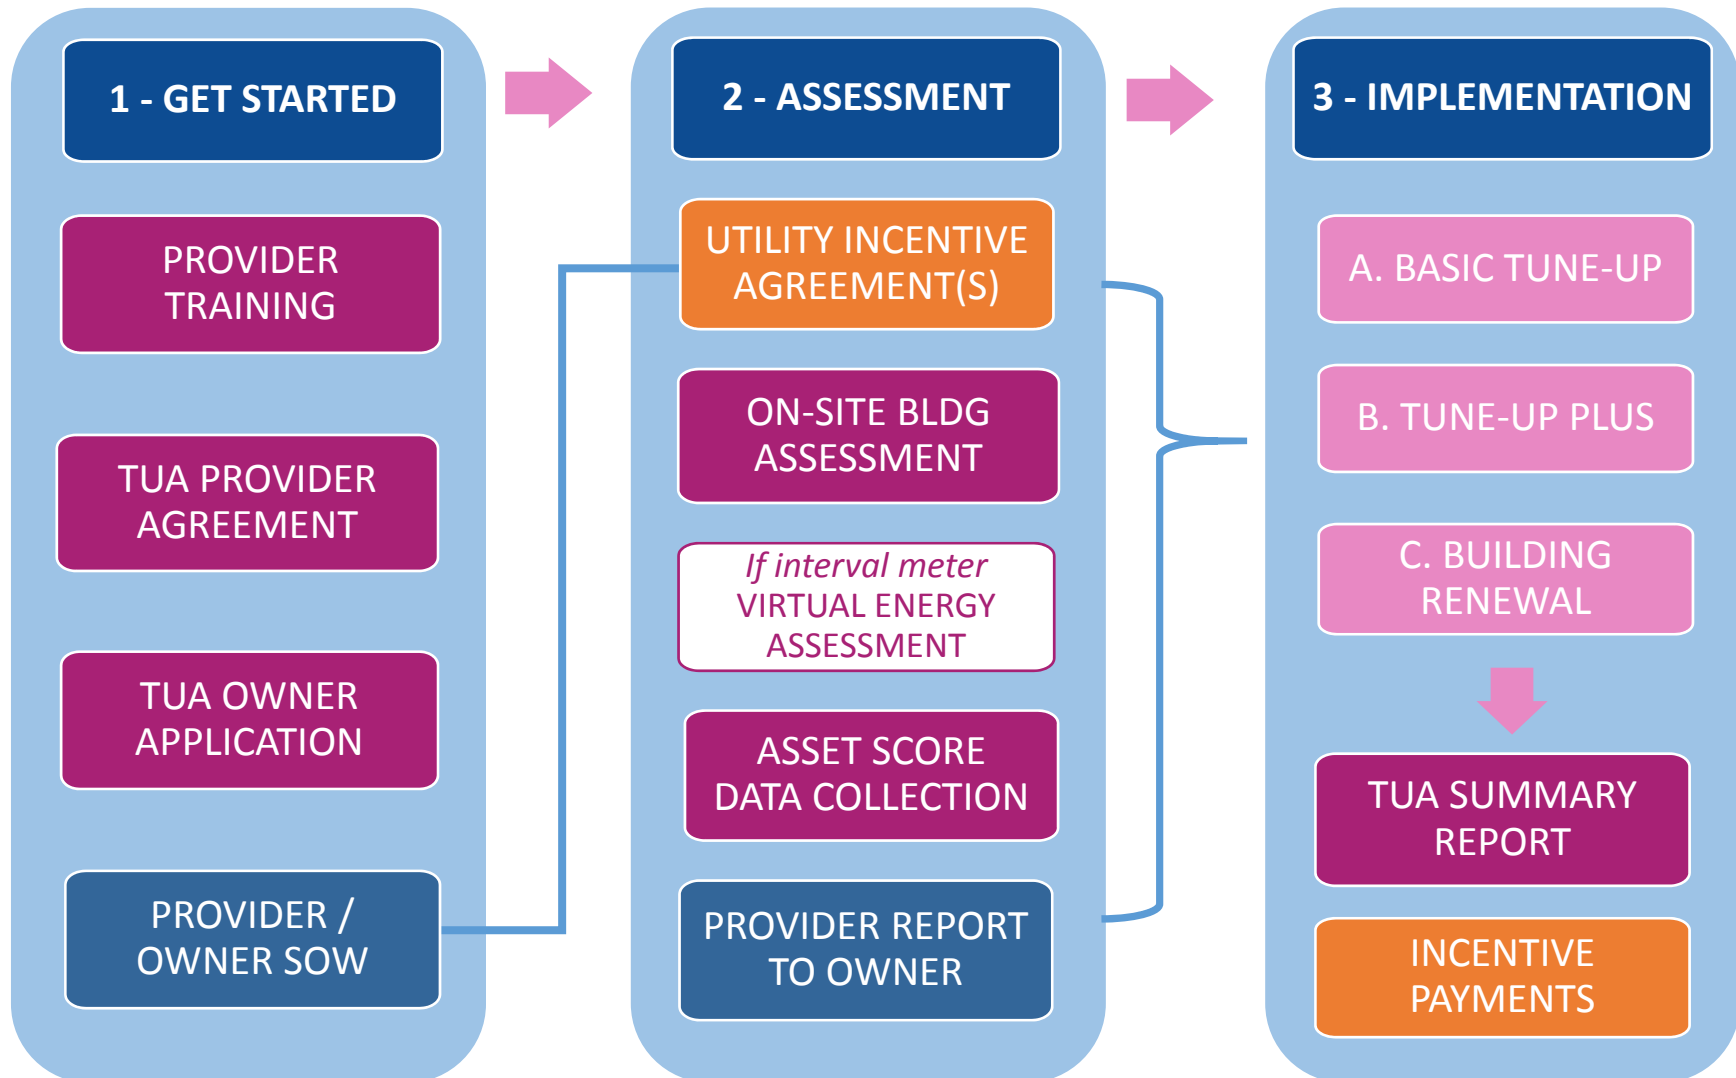 1 - GET STARTED
PROVIDER
TRAINING
TUA PROVIDER
AGREEMENT
TUA OWNER
APPLICATION
PROVIDER /
OWNER SOW
2 - ASSESSMENT
UTILITY INCENTIVE
AGREEMENT(S)
ON-SITE BLDG
ASSESSMENT
If interval meter
VIRTUAL ENERGY
ASSESSMENT
ASSET SCORE
DATA COLLECTION
PROVIDER REPORT
TO OWNER
3 - IMPLEMENTATION
A. BASIC TUNE-UP
B. TUNE-UP PLUS
C. BUILDING
RENEWAL
TUA SUMMARY
REPORT
INCENTIVE
PAYMENTS